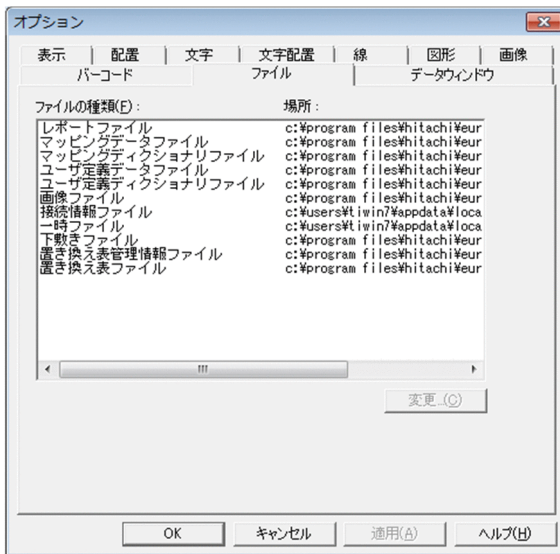 オプション
表示 配置 文字 文字配置 線 図形 画像
バーコード ファイル データウィンドウ
ファイルの種類(F): 場所:
レポートファイル c:¥program files¥hitachi¥eur
マッピングデータファイル c:¥program files¥hitachi¥eur
マッピングディクショナリファイル c:¥program files¥hitachi¥eur
ユーザ定義データファイル c:¥program files¥hitachi¥eur
ユーザ定義ディクショナリファイル c:¥program files¥hitachi¥eur
画像ファイル c:¥program files¥hitachi¥eur
接続情報ファイル c:¥users¥tiwin7¥appdata¥loca
一時ファイル c:¥users¥tiwin7¥appdata¥loca
下敷きファイル c:¥program files¥hitachi¥eur
置き換え表管理情報ファイル c:¥program files¥hitachi¥eur
置き換え表ファイル c:¥program files¥hitachi¥eur
変更...(C)
OK キャンセル 適用(A) ヘルプ(H)